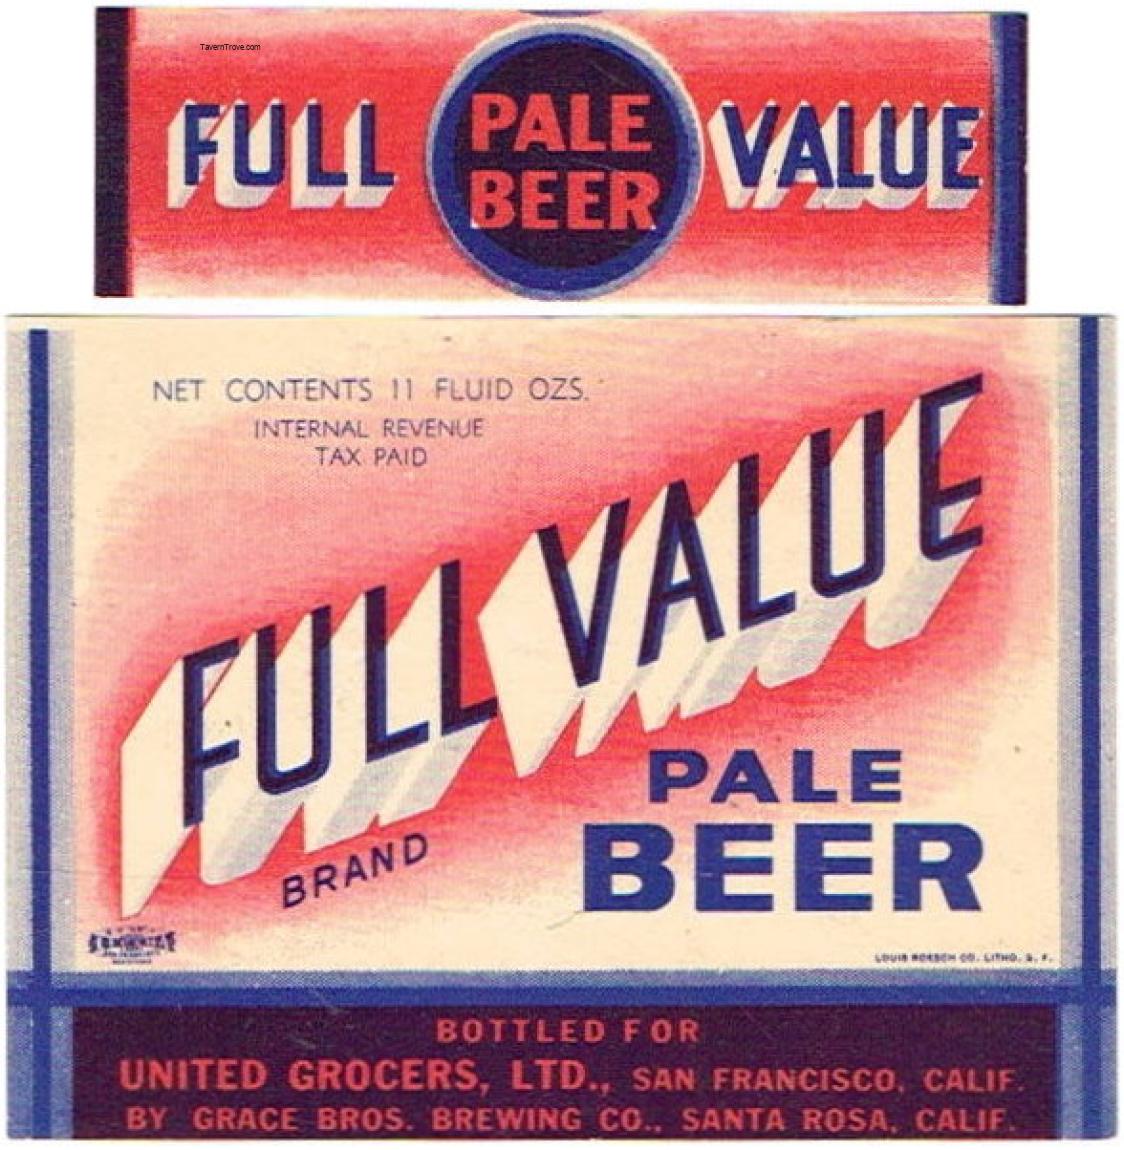 TavernTrove.com
FULL PALE BEER VALUE
NET CONTENTS 11 FLUID OZS.
INTERNAL REVENUE
TAX PAID
FULL VALUE
BRAND
PALE
BEER
LOUIS ROESCH CO. LITHO. S. F.
BOTTLED FOR
UNITED GROCERS, LTD., SAN FRANCISCO, CALIF.
BY GRACE BROS. BREWING CO., SANTA ROSA, CALIF.